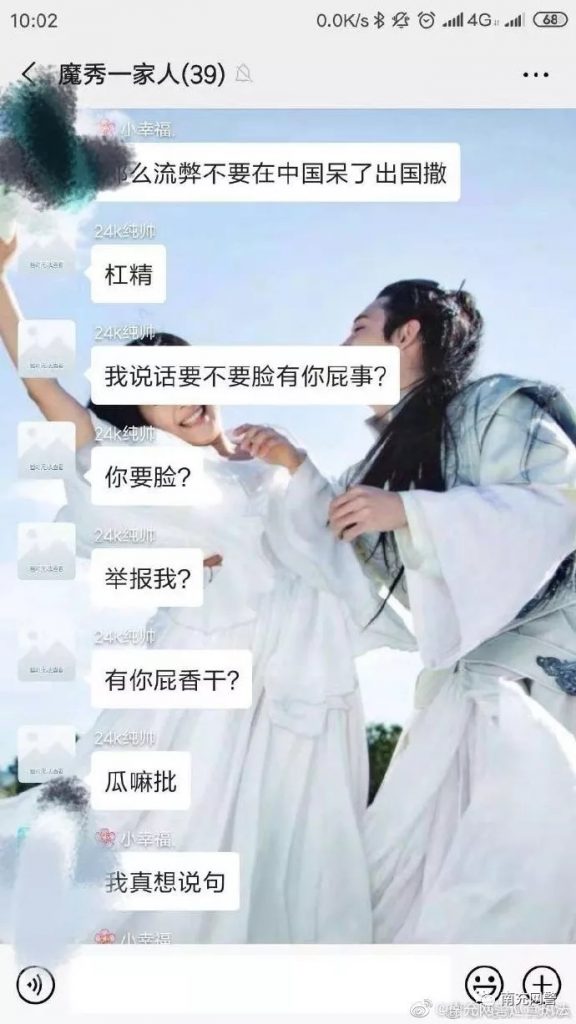 10:02
0.0K/s
4G
68
魔秀一家人(39)
小幸福.
么流弊不要在中国呆了出国撒
24k纯帅
杠精
24k纯帅
我说话要不要脸有你屁事?
24k纯帅
你要脸?
24k纯帅
举报我?
24k纯帅
有你屁香干?
24k纯帅
瓜嘛批
小幸福.
我真想说句
小幸福.
南充网警